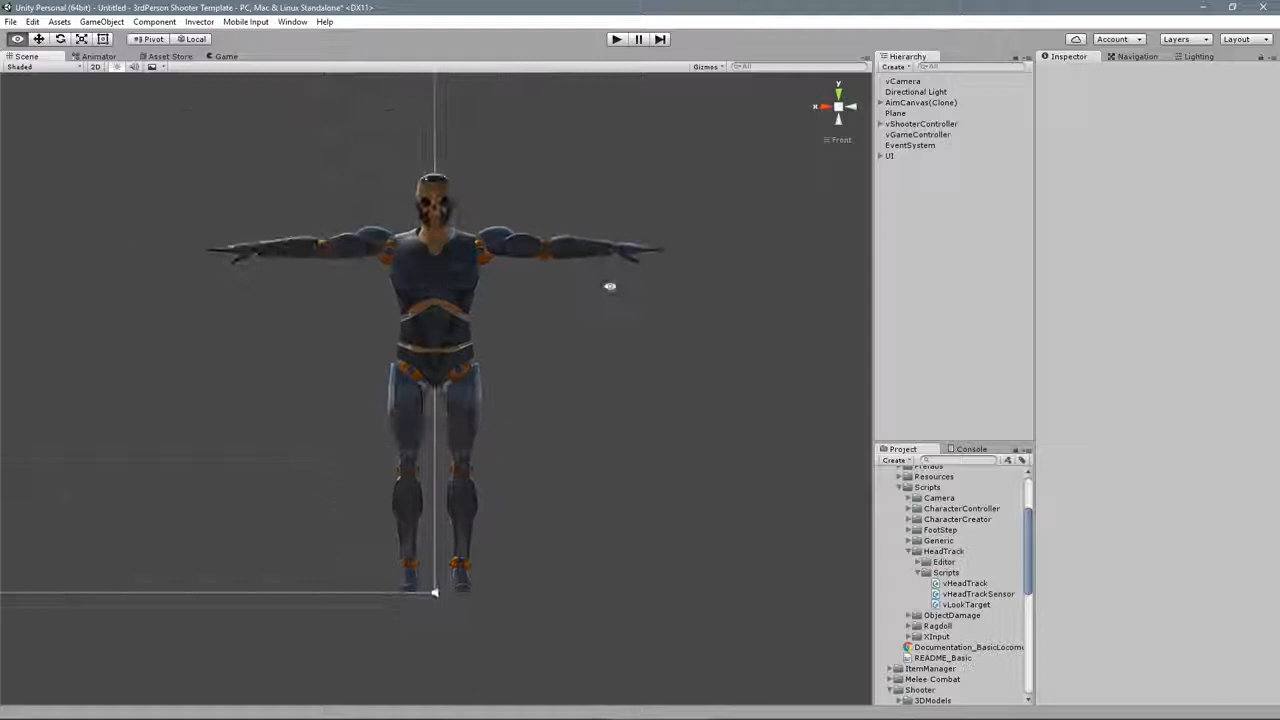 Unity Personal (64bit) - Untitled - 3rdPerson Shooter Template - PC, Mac & Linux Standalone* <DX11>
File Edit Assets GameObject Component Invector Mobile Input Window Help
Pivot Local Account Layers Layout
Scene Animator Asset Store Game
Shaded 2D Gizmos All
y
x
Front
Hierarchy
Create All
vCamera
Directional Light
AimCanvas(Clone)
Plane
vShooterController
vGameController
EventSystem
UI
Inspector Navigation Lighting
Project Console
Create
Prefabs
Resources
Scripts
Camera
CharacterController
CharacterCreator
FootStep
Generic
HeadTrack
Editor
Scripts
vHeadTrack
vHeadTrackSensor
vLookTarget
ObjectDamage
Ragdoll
XInput
Documentation_BasicLocom
README_Basic
ItemManager
Melee Combat
Shooter
3DModels